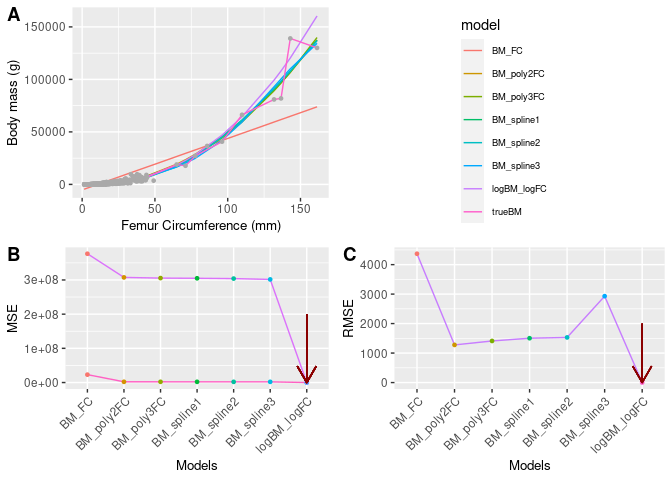 A
150000
100000
50000
0
Body mass (g)
0 50 100 150
Femur Circumference (mm)
model
BM_FC
BM_poly2FC
BM_poly3FC
BM_spline1
BM_spline2
BM_spline3
logBM_logFC
trueBM
B
3e+08
2e+08
1e+08
0e+00
MSE
BM_FC
BM_poly2FC
BM_poly3FC
BM_spline1
BM_spline2
BM_spline3
logBM_logFC
Models
C
4000
3000
2000
1000
0
RMSE
BM_FC
BM_poly2FC
BM_poly3FC
BM_spline1
BM_spline2
BM_spline3
logBM_logFC
Models